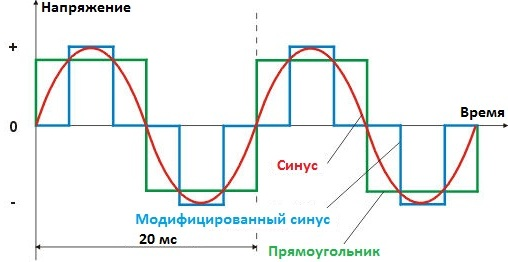 Напряжение
+
0
Время
Синус
-
Модифицированный синус
20 мс
Прямоугольник